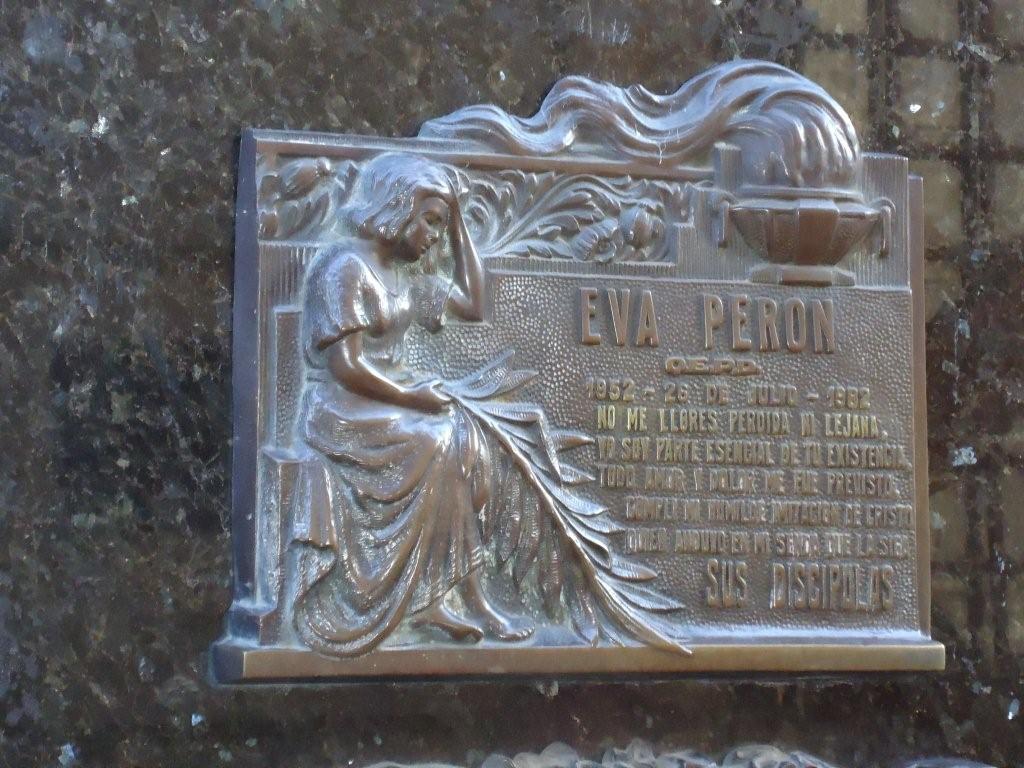 EVA PERON
Q.E.P.D.
1952 - 26 DE JULIO - 1982
NO ME LLORES PERDIDA NI LEJANA,
YO SOY PARTE ESENCIAL DE TU EXISTENCIA,
TODO AMOR Y DOLOR ME FUE PREVISTO,
CUMPLI MI HUMILDE IMITACION DE CRISTO
QUIEN ANDUVO EN MI SENDA QUE LA SIGA
SUS DISCIPULAS